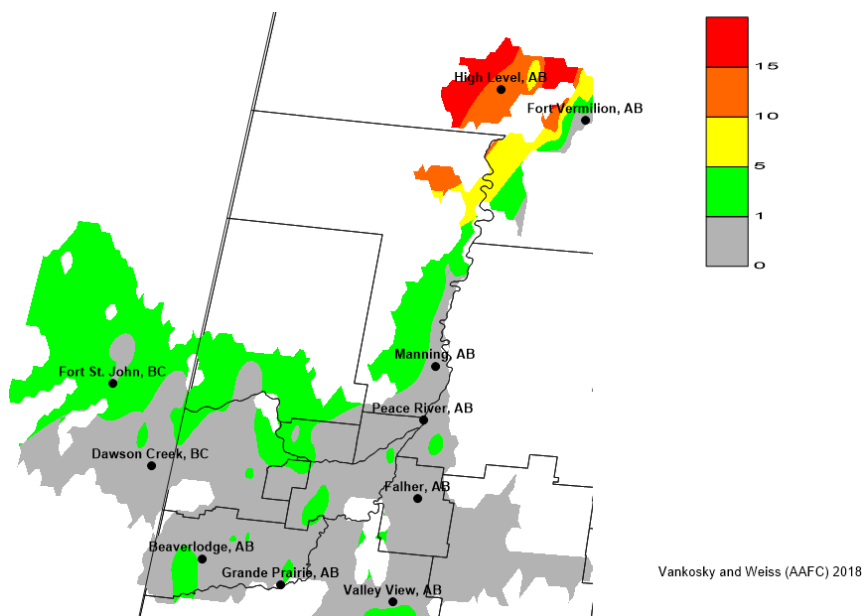 High Level, AB
Fort Vermilion, AB
15
10
5
1
0
Manning, AB
Fort St. John, BC
Peace River, AB
Dawson Creek, BC
Falher, AB
Beaverlodge, AB
Grande Prairie, AB
Valley View, AB
Vankosky and Weiss (AAFC) 2018